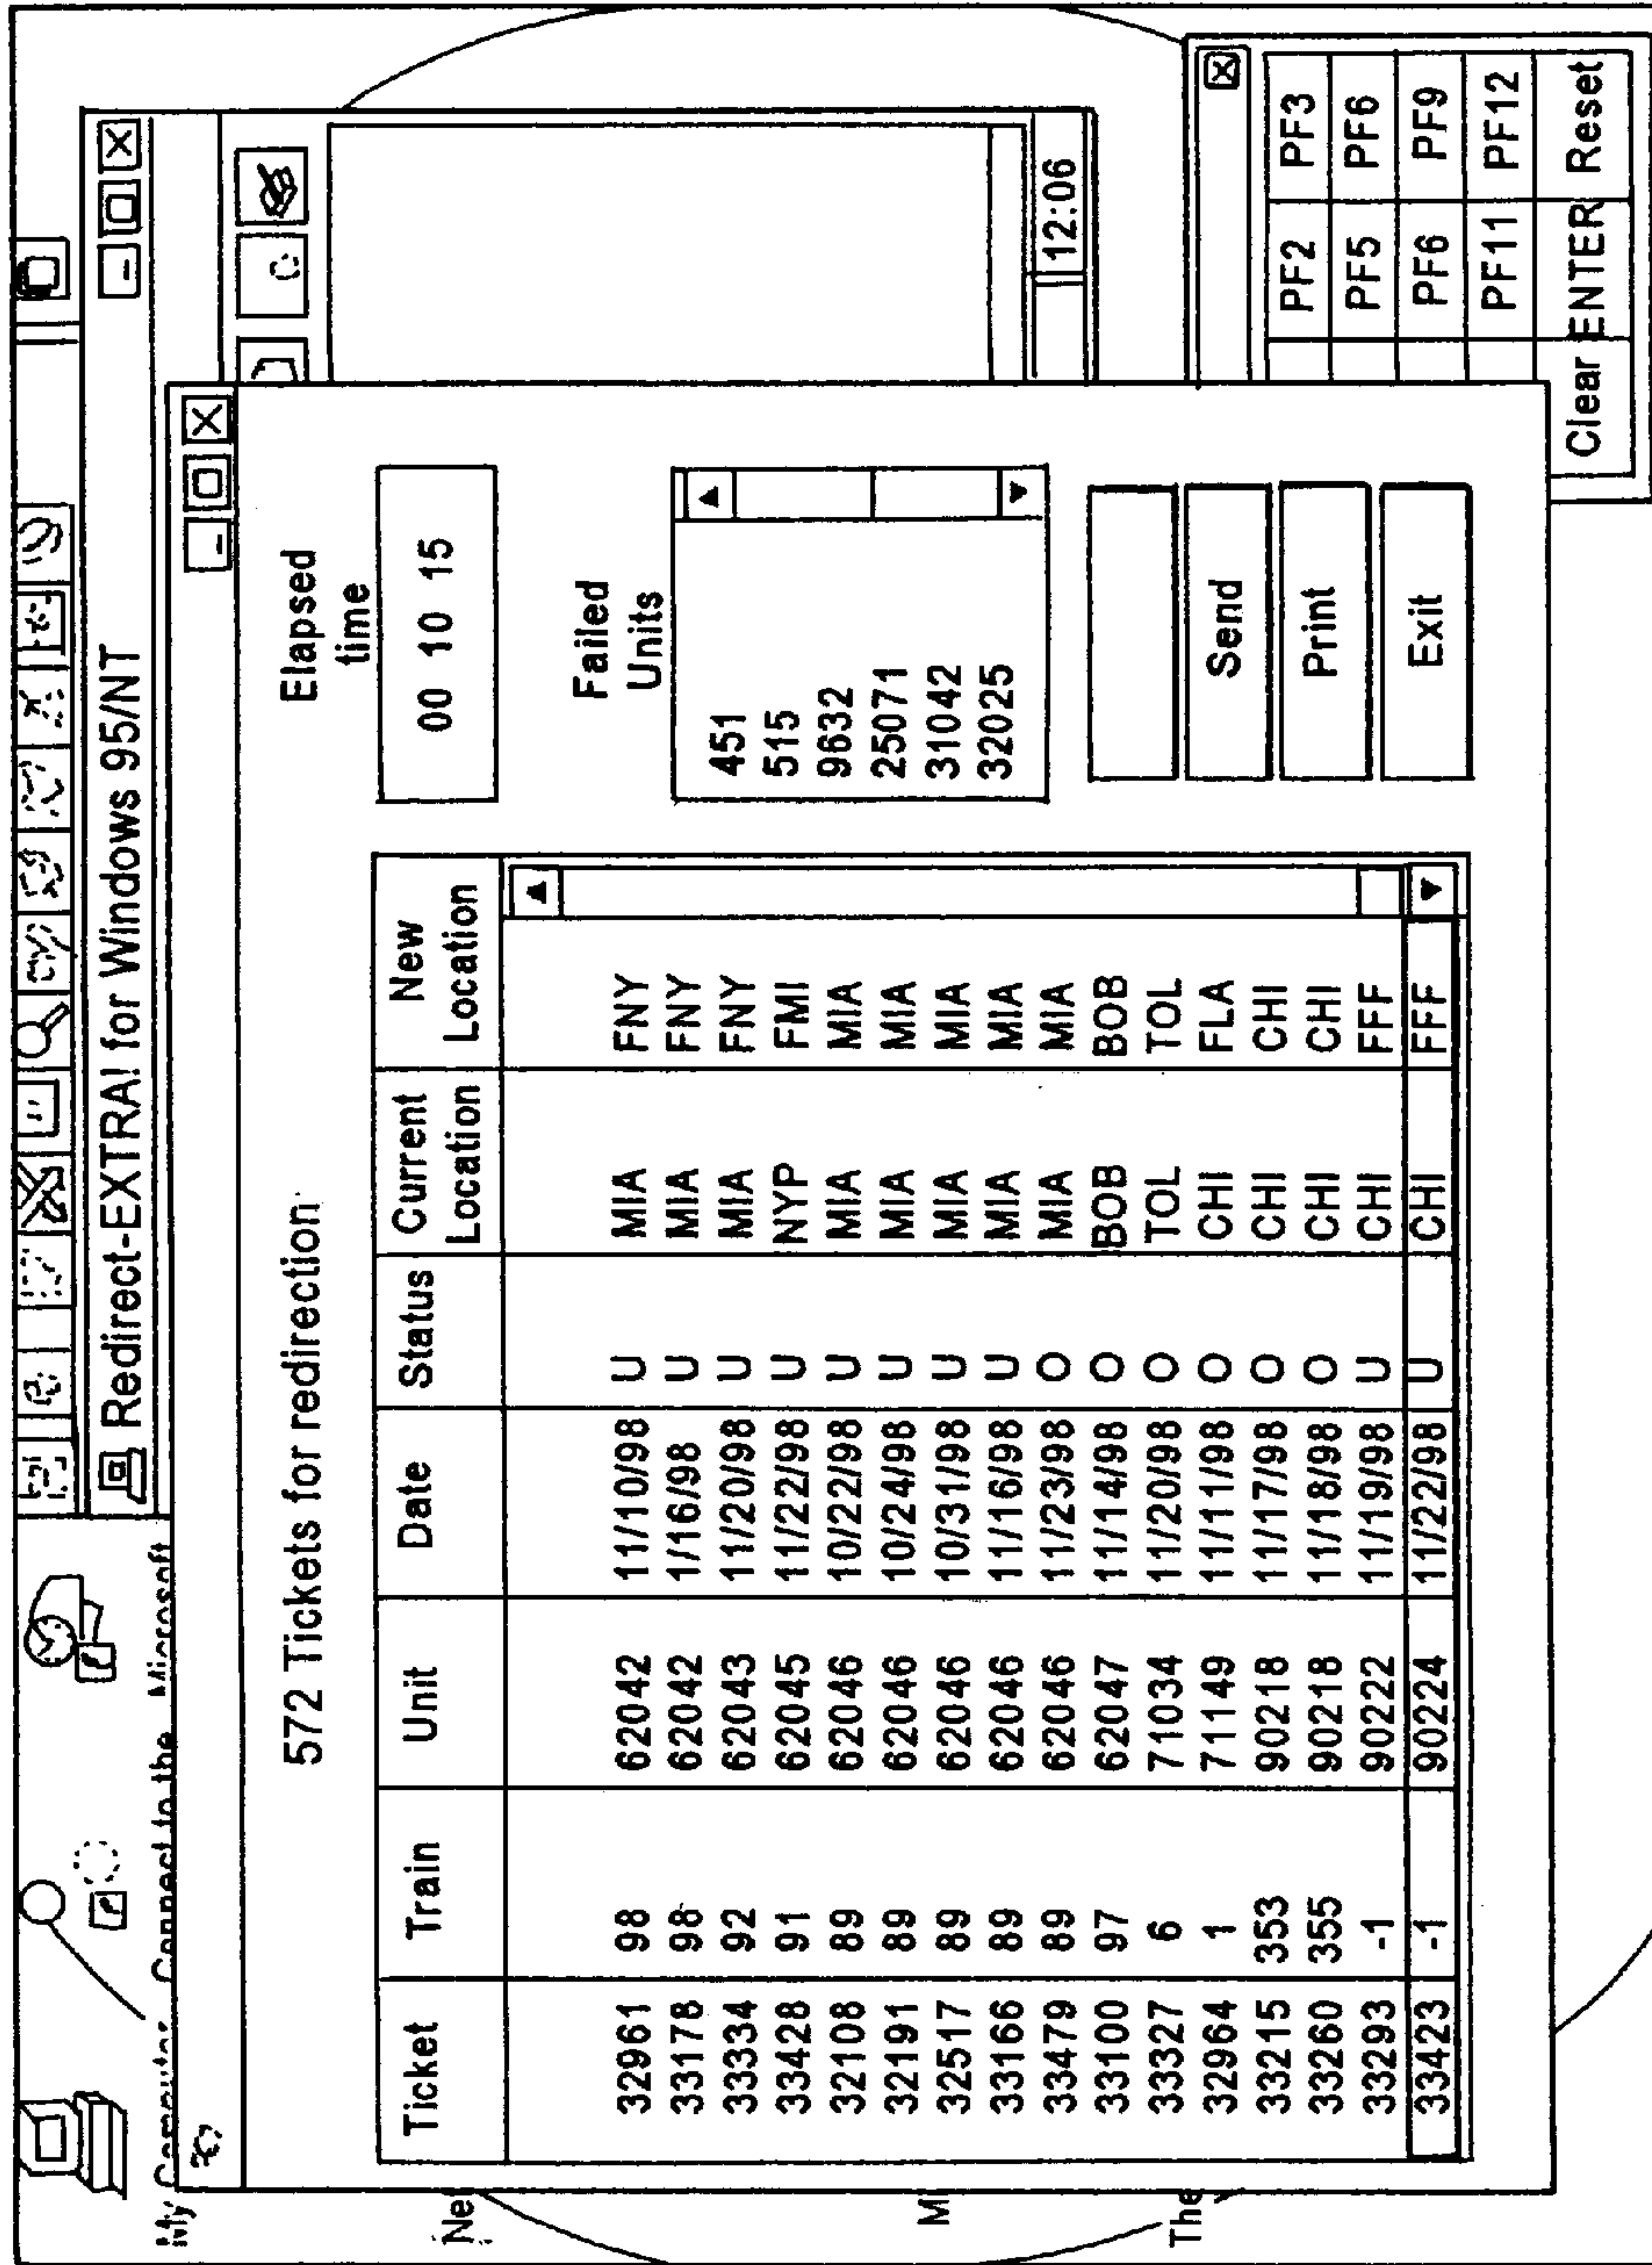 My Computer Connect to the Microsoft
Redirect-EXTRA! for Windows 95/NT
572 Tickets for redirection
Elapsed
time
00 10 15
Ticket Train Unit Date Status Current Location New Location
32961 98 62042 11/10/98 U MIA FNY
33178 98 62042 1/16/98 U MIA FNY
33334 92 62043 11/20/98 U MIA FNY
33428 91 62045 11/22/98 U NYP FMI
32108 89 62046 10/22/98 U MIA MIA
32191 89 62046 10/24/98 U MIA MIA
32517 89 62046 10/31/98 U MIA MIA
33166 89 62046 11/16/98 U MIA MIA
33479 89 62046 11/23/98 O MIA MIA
33100 97 62047 11/14/98 O BOB BOB
33327 6 71034 11/20/98 O TOL TOL
32964 1 71149 11/11/98 O CHI FLA
33215 353 90218 11/17/98 O CHI CHI
33260 355 90218 11/18/98 O CHI CHI
33293 -1 90222 11/19/98 U CHI FFF
33423 -1 90224 11/22/98 U CHI FFF
Failed
Units
451
515
9632
25071
31042
32025
Send
Print
Exit
12:06
PF2 PF3
PF5 PF6
PF6 PF9
PF11 PF12
Clear ENTER Reset
Ne
M
The